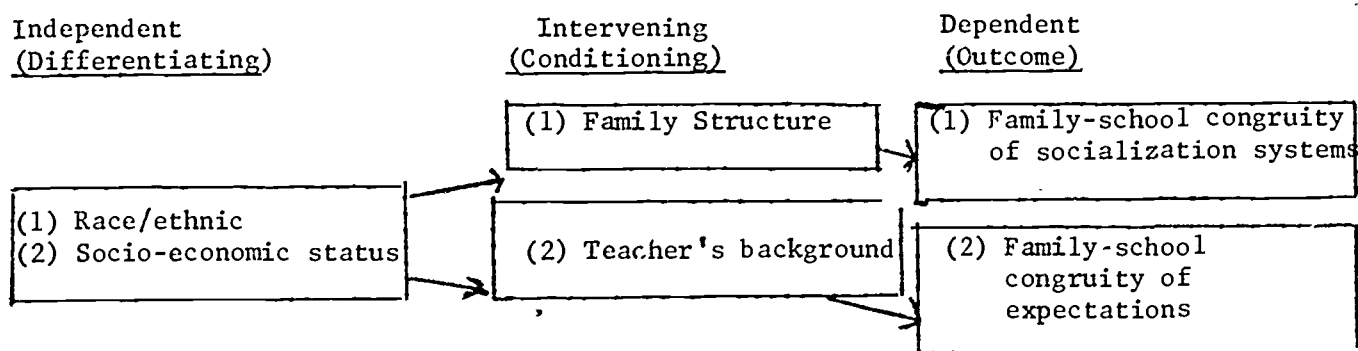 Independent
(Differentiating)
Intervening
(Conditioning)
Dependent
(Outcome)
(1) Race/ethnic
(2) Socio-economic status
(1) Family Structure
(2) Teacher's background
(1) Family-school congruity
of socialization systems
(2) Family-school
congruity of
expectations